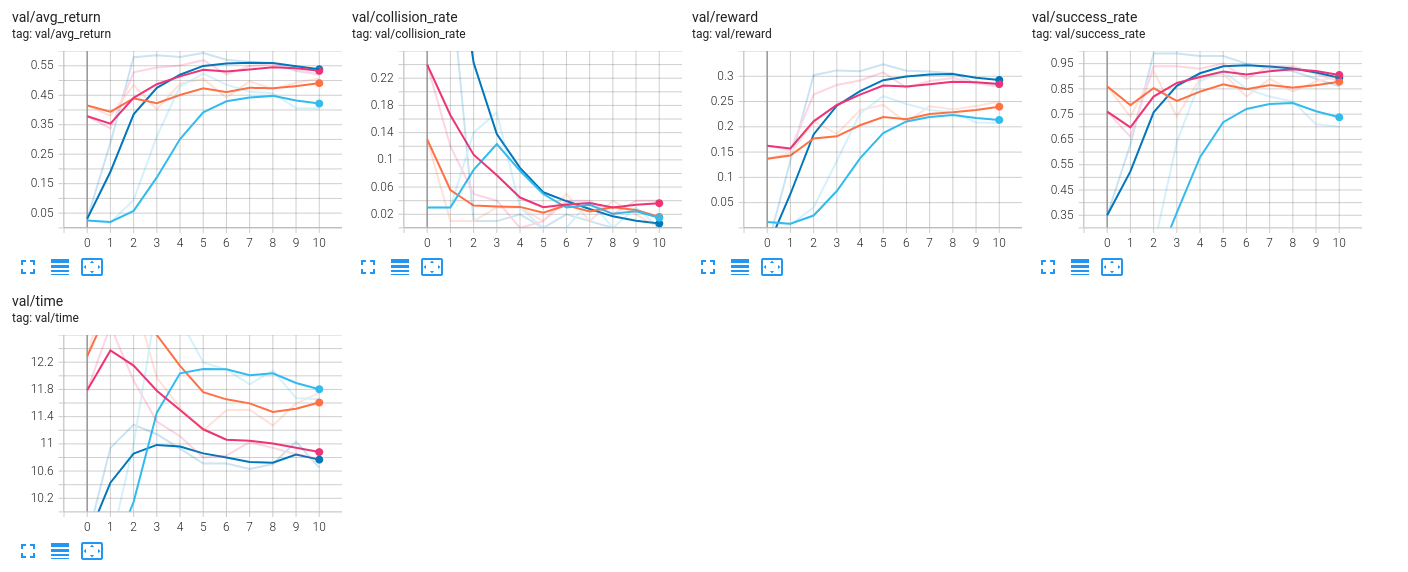 val/avg_return
tag: val/avg_return
0.55
0.45
0.35
0.25
0.15
0.05
0 1 2 3 4 5 6 7 8 9 10
val/collision_rate
tag: val/collision_rate
0.22
0.18
0.14
0.1
0.06
0.02
0 1 2 3 4 5 6 7 8 9 10
val/reward
tag: val/reward
0.3
0.25
0.2
0.15
0.1
0.05
0 1 2 3 4 5 6 7 8 9 10
val/success_rate
tag: val/success_rate
0.95
0.85
0.75
0.65
0.55
0.45
0.35
0 1 2 3 4 5 6 7 8 9 10
val/time
tag: val/time
12.2
11.8
11.4
11
10.6
10.2
0 1 2 3 4 5 6 7 8 9 10